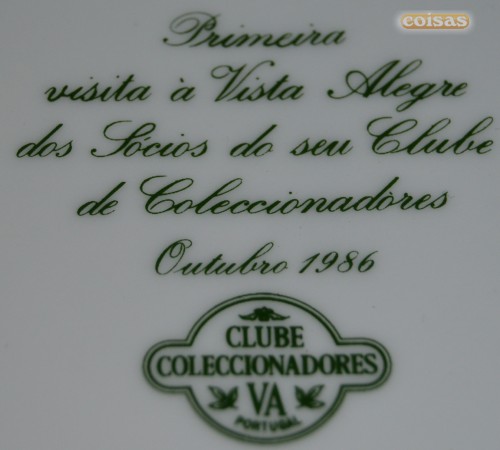 coisas
Primeira
visita à Vista Alegre
dos Sócios do seu Clube
de Coleccionadores
Outubro 1986
CLUBE
COLECCIONADORES
VA
PORTUGAL